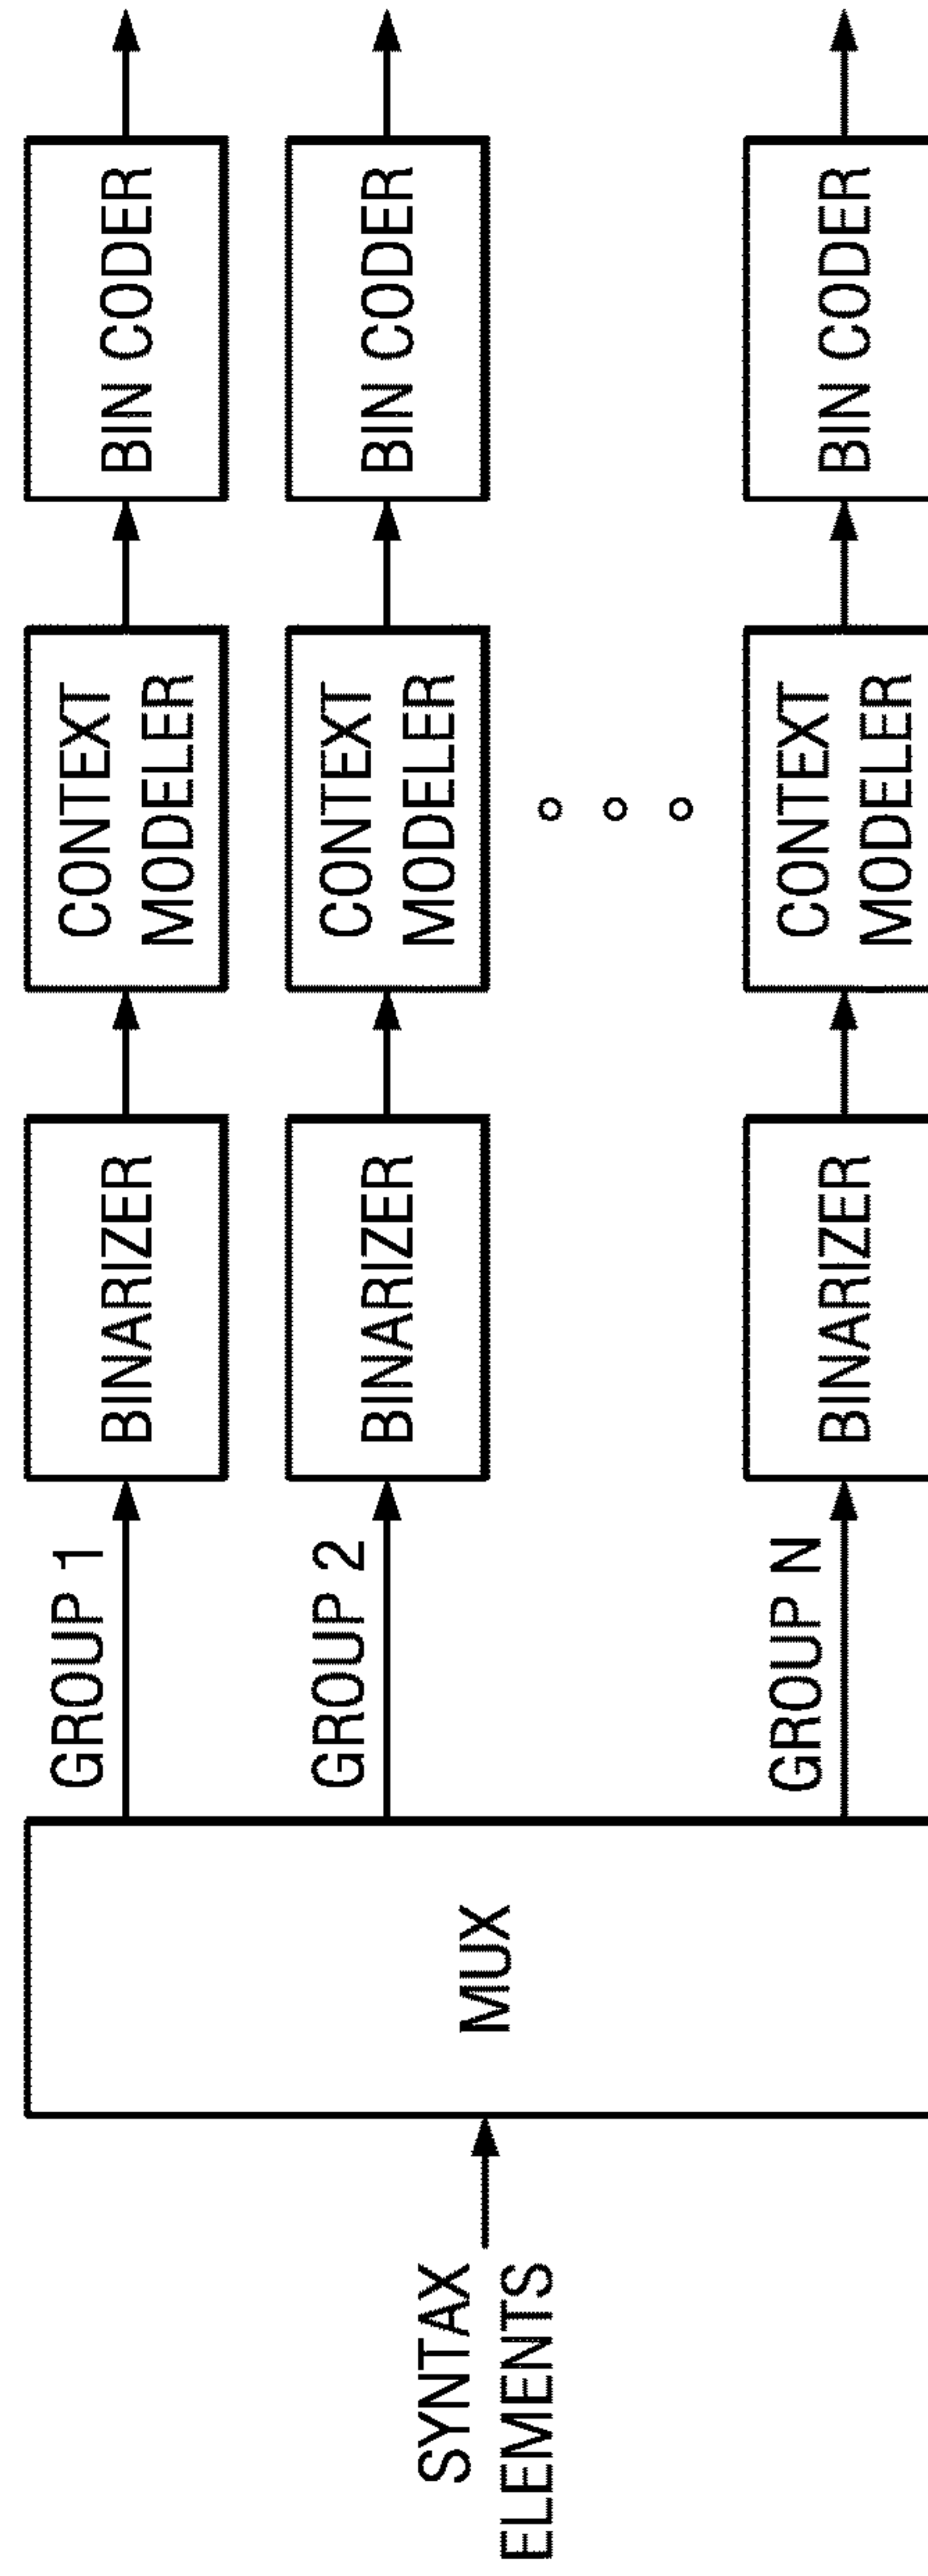 SYNTAX
ELEMENTS
MUX
GROUP 1
BINARIZER
CONTEXT
MODELER
BIN CODER
GROUP 2
BINARIZER
CONTEXT
MODELER
BIN CODER
GROUP N
BINARIZER
CONTEXT
MODELER
BIN CODER